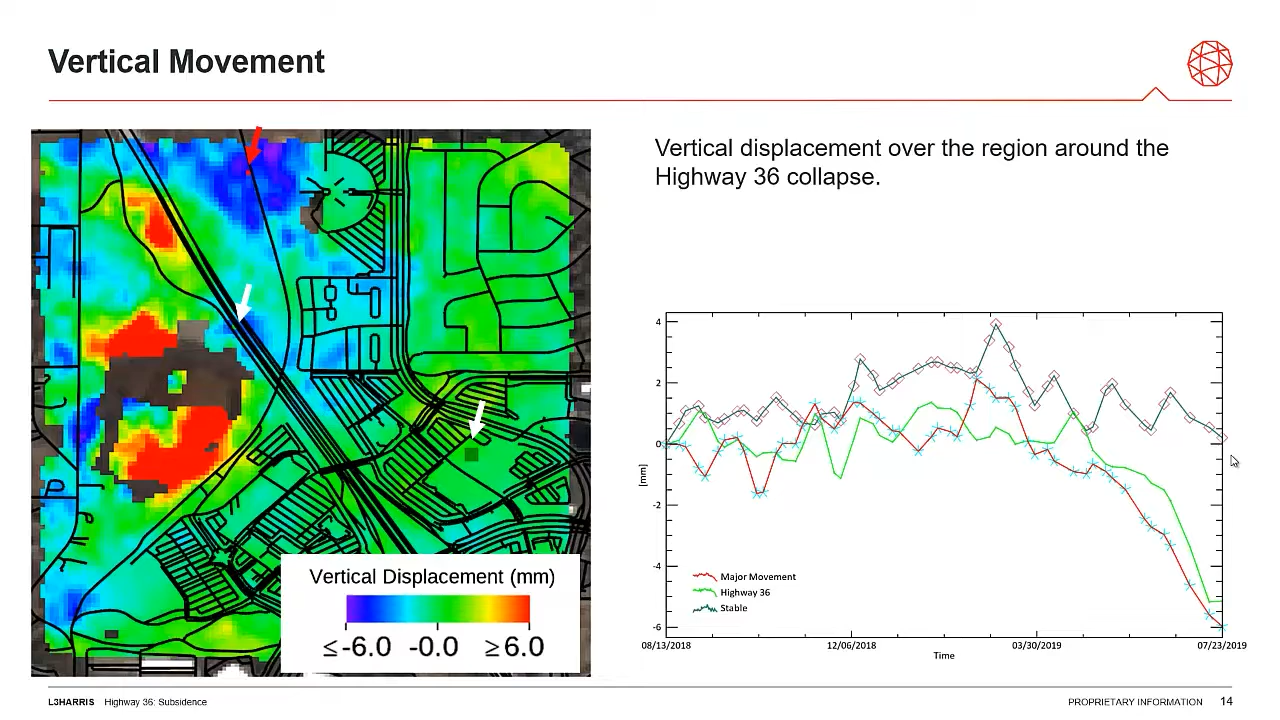 Vertical Movement
Vertical displacement over the region around the
Highway 36 collapse.
Vertical Displacement (mm)
≤-6.0 -0.0 ≥6.0
4
2
0
-2
-4
-6
[mm]
Major Movement
Highway 36
Stable
08/13/2018 12/06/2018 03/30/2019 07/23/2019
Time
L3HARRIS Highway 36: Subsidence PROPRIETARY INFORMATION 14